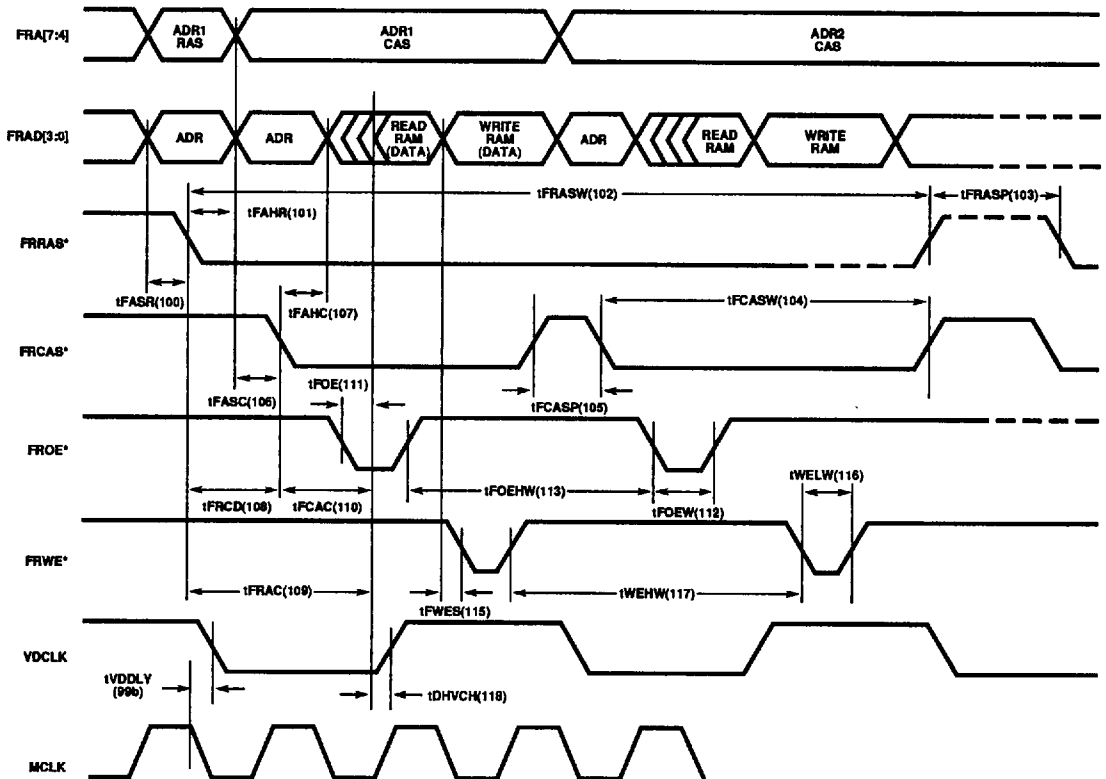 FRA[7:4]
ADR1
RAS
ADR1
CAS
ADR2
CAS
FRAD[3:0]
ADR
ADR
READ
RAM
(DATA)
WRITE
RAM
(DATA)
ADR
READ
RAM
WRITE
RAM
tFRASW(102)
tFRASP(103)
tFAHR(101)
FRRAS*
tFASR(100)
tFAHC(107)
tFCASW(104)
FRCAS*
tFOE(111)
tFASC(106)
tFCASP(105)
FROE*
tWELW(116)
tFRCD(108)
tFCAC(110)
tFOEHW(113)
tFOEW(112)
FRWE*
tFRAC(109)
tFWES(115)
tWEHW(117)
VDCLK
tVDDLY
(99b)
tDHVCH(118)
MCLK